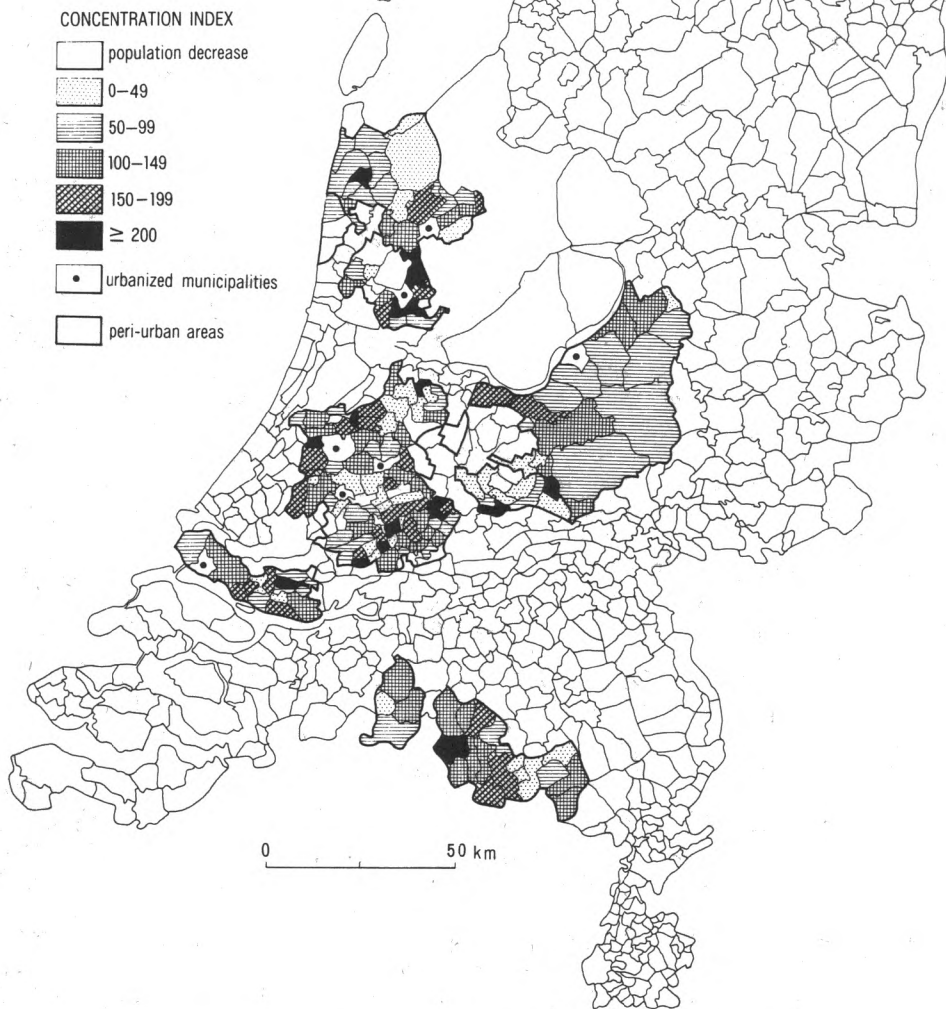 CONCENTRATION INDEX
population decrease
0–49
50–99
100–149
150–199
≧ 200
urbanized municipalities
peri-urban areas
0 50 km